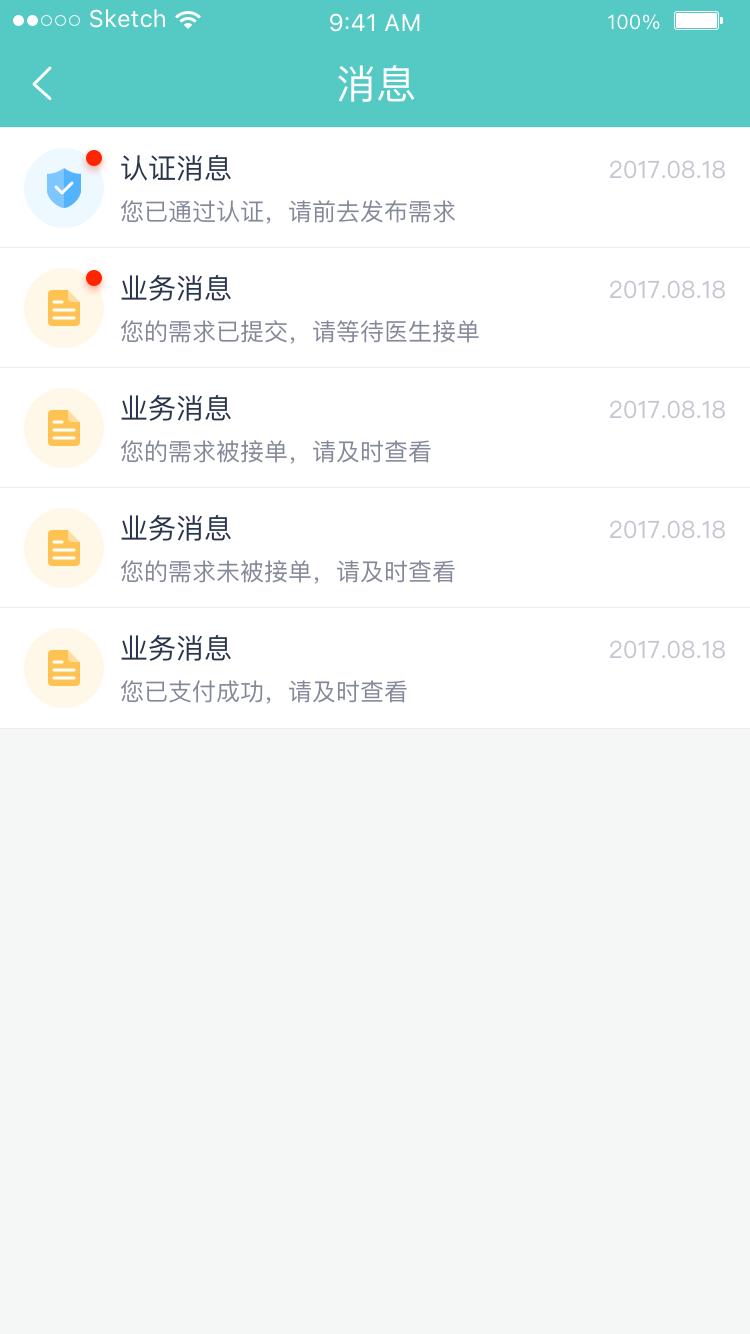 Sketch 9:41 AM 100%
消息
认证消息 2017.08.18
您已通过认证，请前去发布需求
业务消息 2017.08.18
您的需求已提交，请等待医生接单
业务消息 2017.08.18
您的需求被接单，请及时查看
业务消息 2017.08.18
您的需求未被接单，请及时查看
业务消息 2017.08.18
您已支付成功，请及时查看